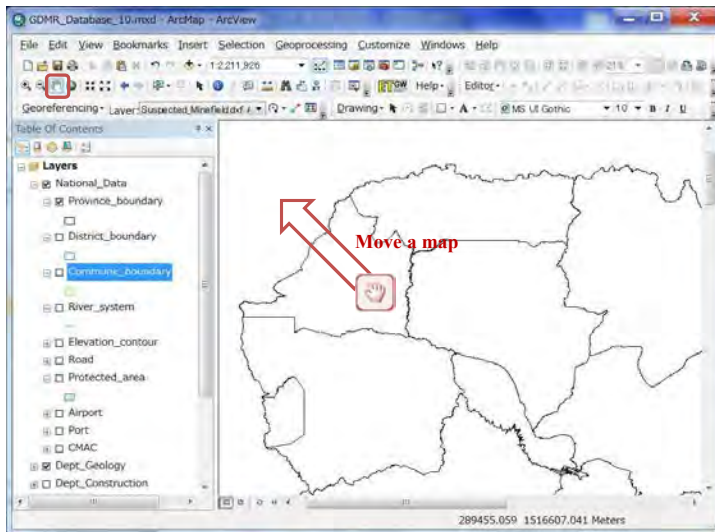 GDMR_Database_10.mxd - ArcMap - ArcView
File Edit View Bookmarks Insert Selection Geoprocessing Customize Windows Help
1:2,211,926
Help
Editor
Georeferencing Layer: Drawing MS UI Gothic 10 B I U
Table Of Contents
Layers
National_Data
Province_boundary
District_boundary
Commune_boundary
River_system
Elevation_contour
Road
Protected_area
Airport
Port
CMAC
Dept_Geology
Dept_Construction
Move a map
289455.059 1516607.041 Meters